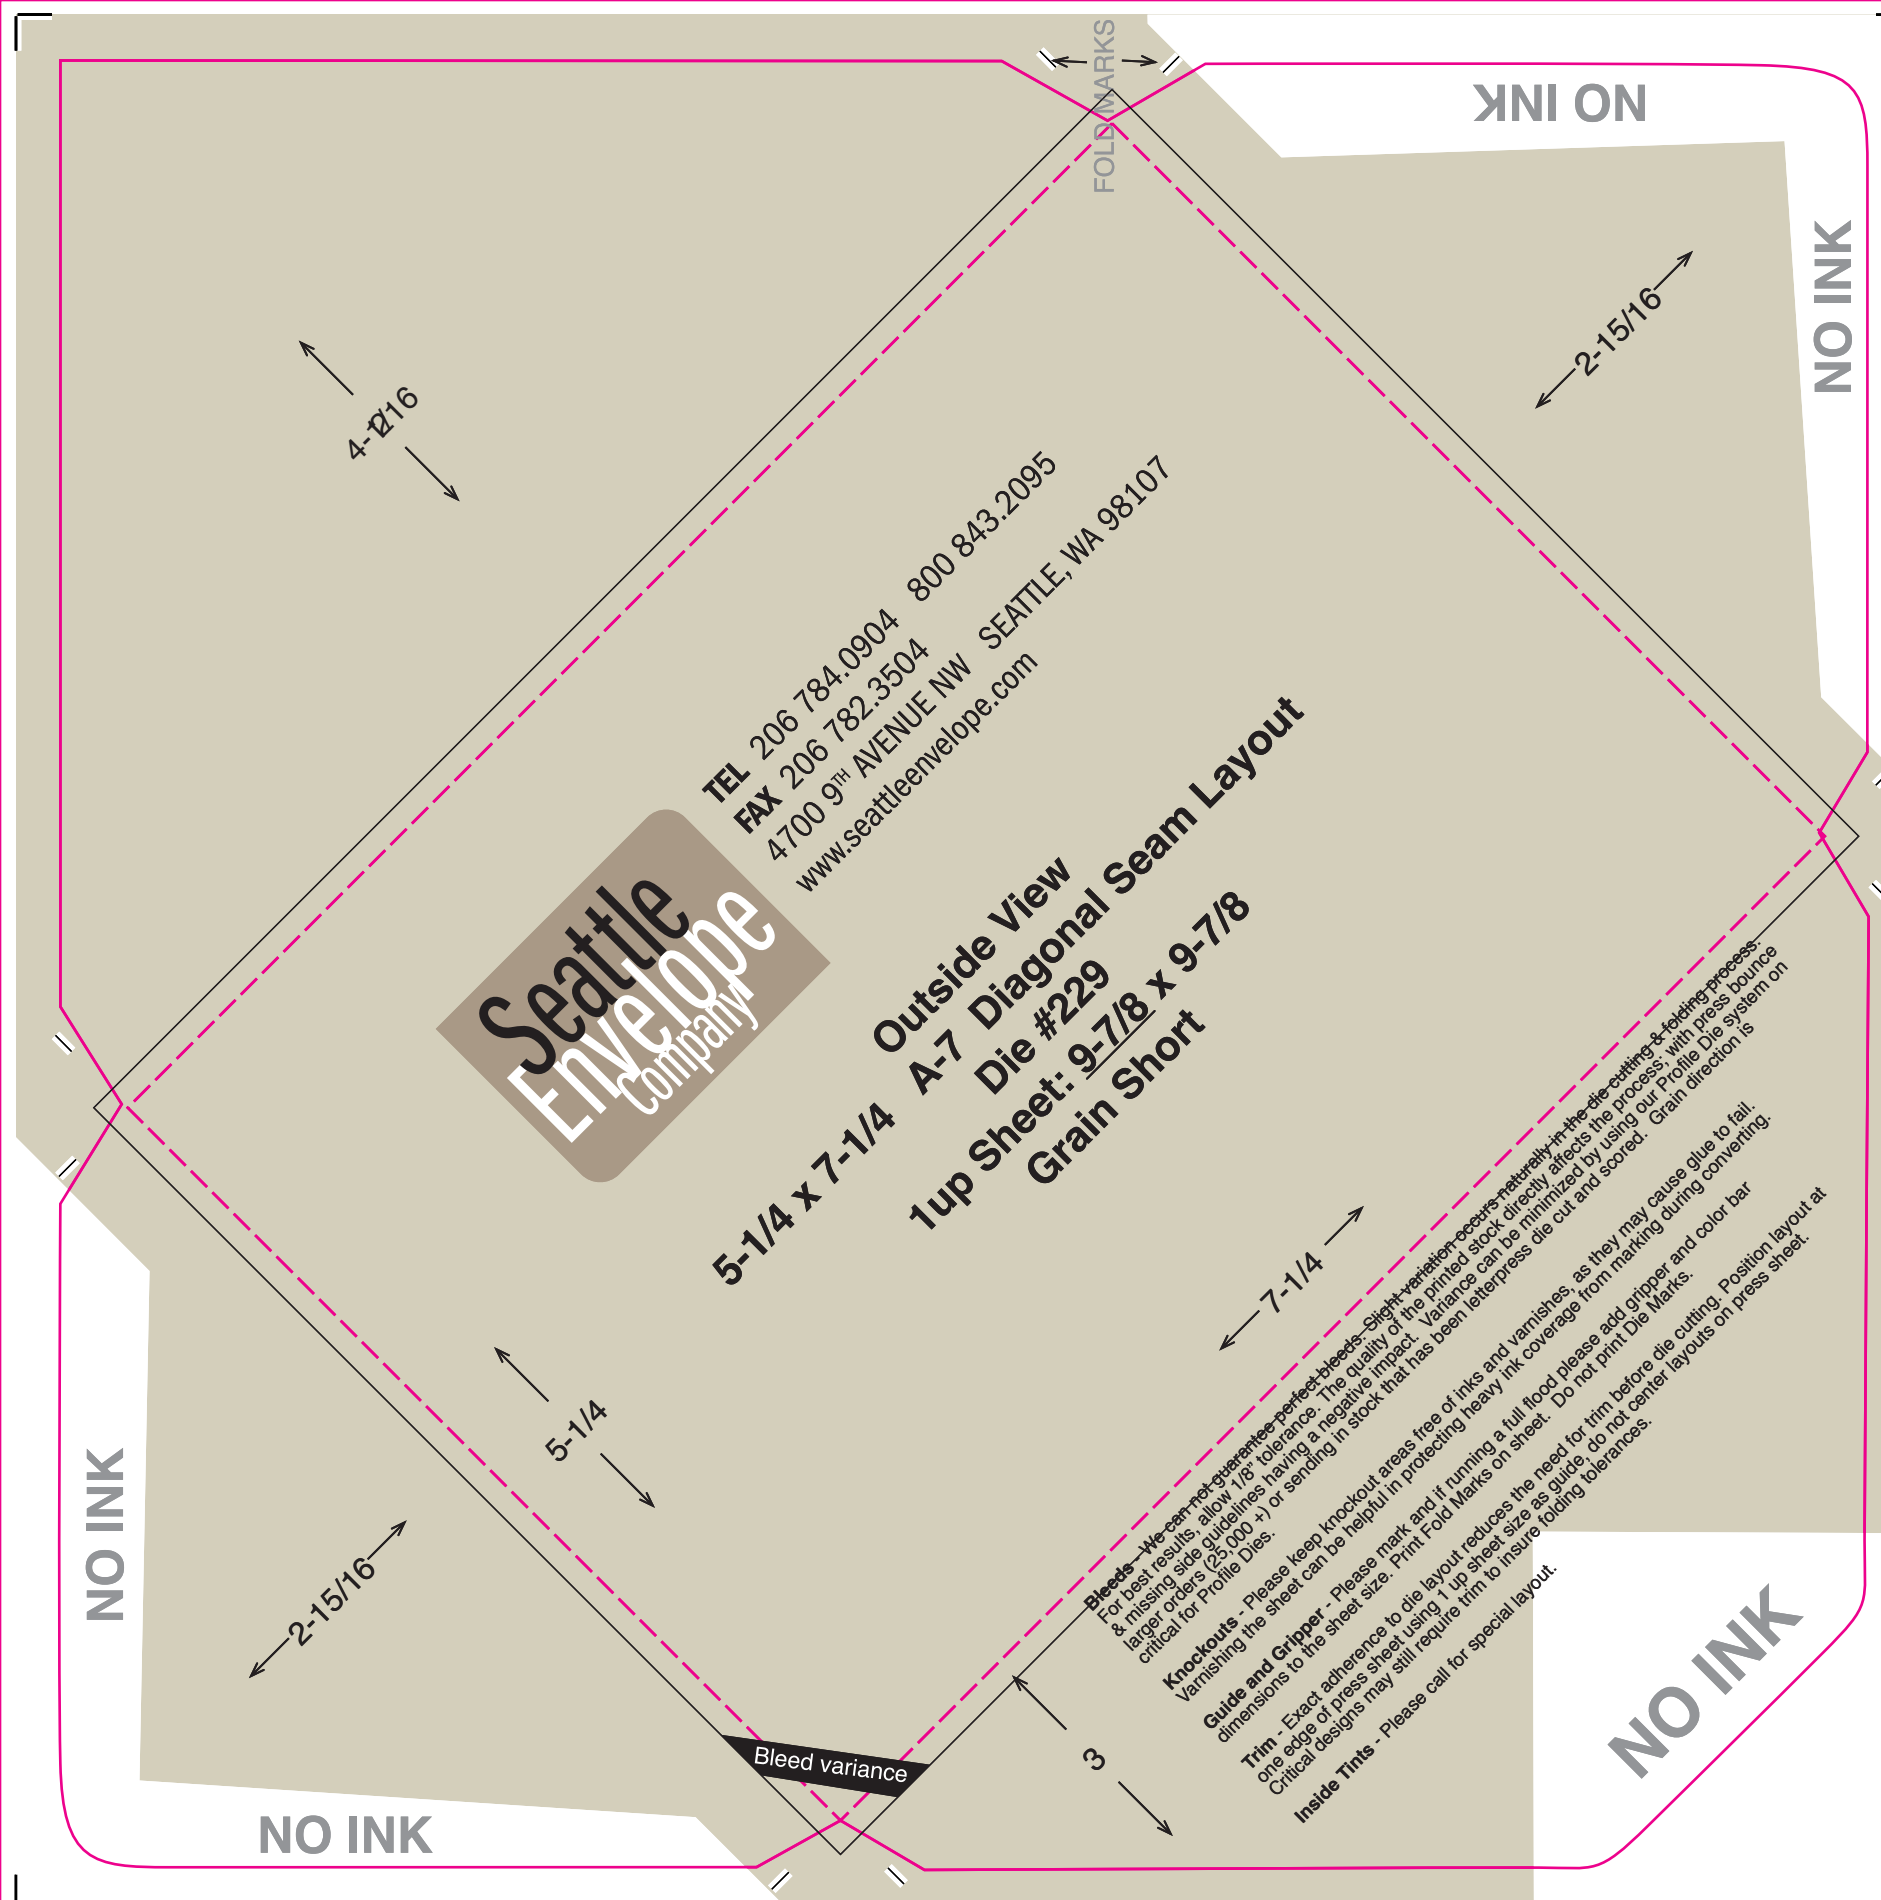 FOLD MARKS
NO INK
NO INK
2-15/16
TEL 206 784.0904 800 843.2095
FAX 206 782.3504
4700 9TH AVENUE NW SEATTLE, WA 98107
www.seattleenvelope.com
Seattle
Envelope
Company
Outside View
5-1/4 x 7-1/4 A-7 Diagonal Seam Layout
Die #229
1up Sheet: 9-7/8 x 9-7/8
Grain Short
7-1/4
5-1/4
NO INK
2-15/16
Bleeds - We can not guarantee perfect bleeds. Slight variation occurs naturally in the die cutting & folding process.
For best results, allow 1/8” tolerance. The quality of the printed stock directly affects the process; with press bounce
& missing side guidelines having a negative impact. Variance can be minimized by using our Profile Die system on
larger orders (25,000 +) or sending in stock that has been letterpress die cut and scored. Grain direction is
critical for Profile Dies.
Knockouts - Please keep knockout areas free of inks and varnishes, as they may cause glue to fail.
Varnishing the sheet can be helpful in protecting heavy ink coverage from marking during converting.
Guide and Gripper - Please mark and if running a full flood please add gripper and color bar
dimensions to the sheet size. Print Fold Marks on sheet. Do not print Die Marks.
Trim - Exact adherence to die layout reduces the need for trim before die cutting. Position layout at
one edge of press sheet using 1 up sheet size as guide, do not center layouts on press sheet.
Critical designs may still require trim to insure folding tolerances.
Inside Tints - Please call for special layout.
Bleed variance
3
NO INK
NO INK